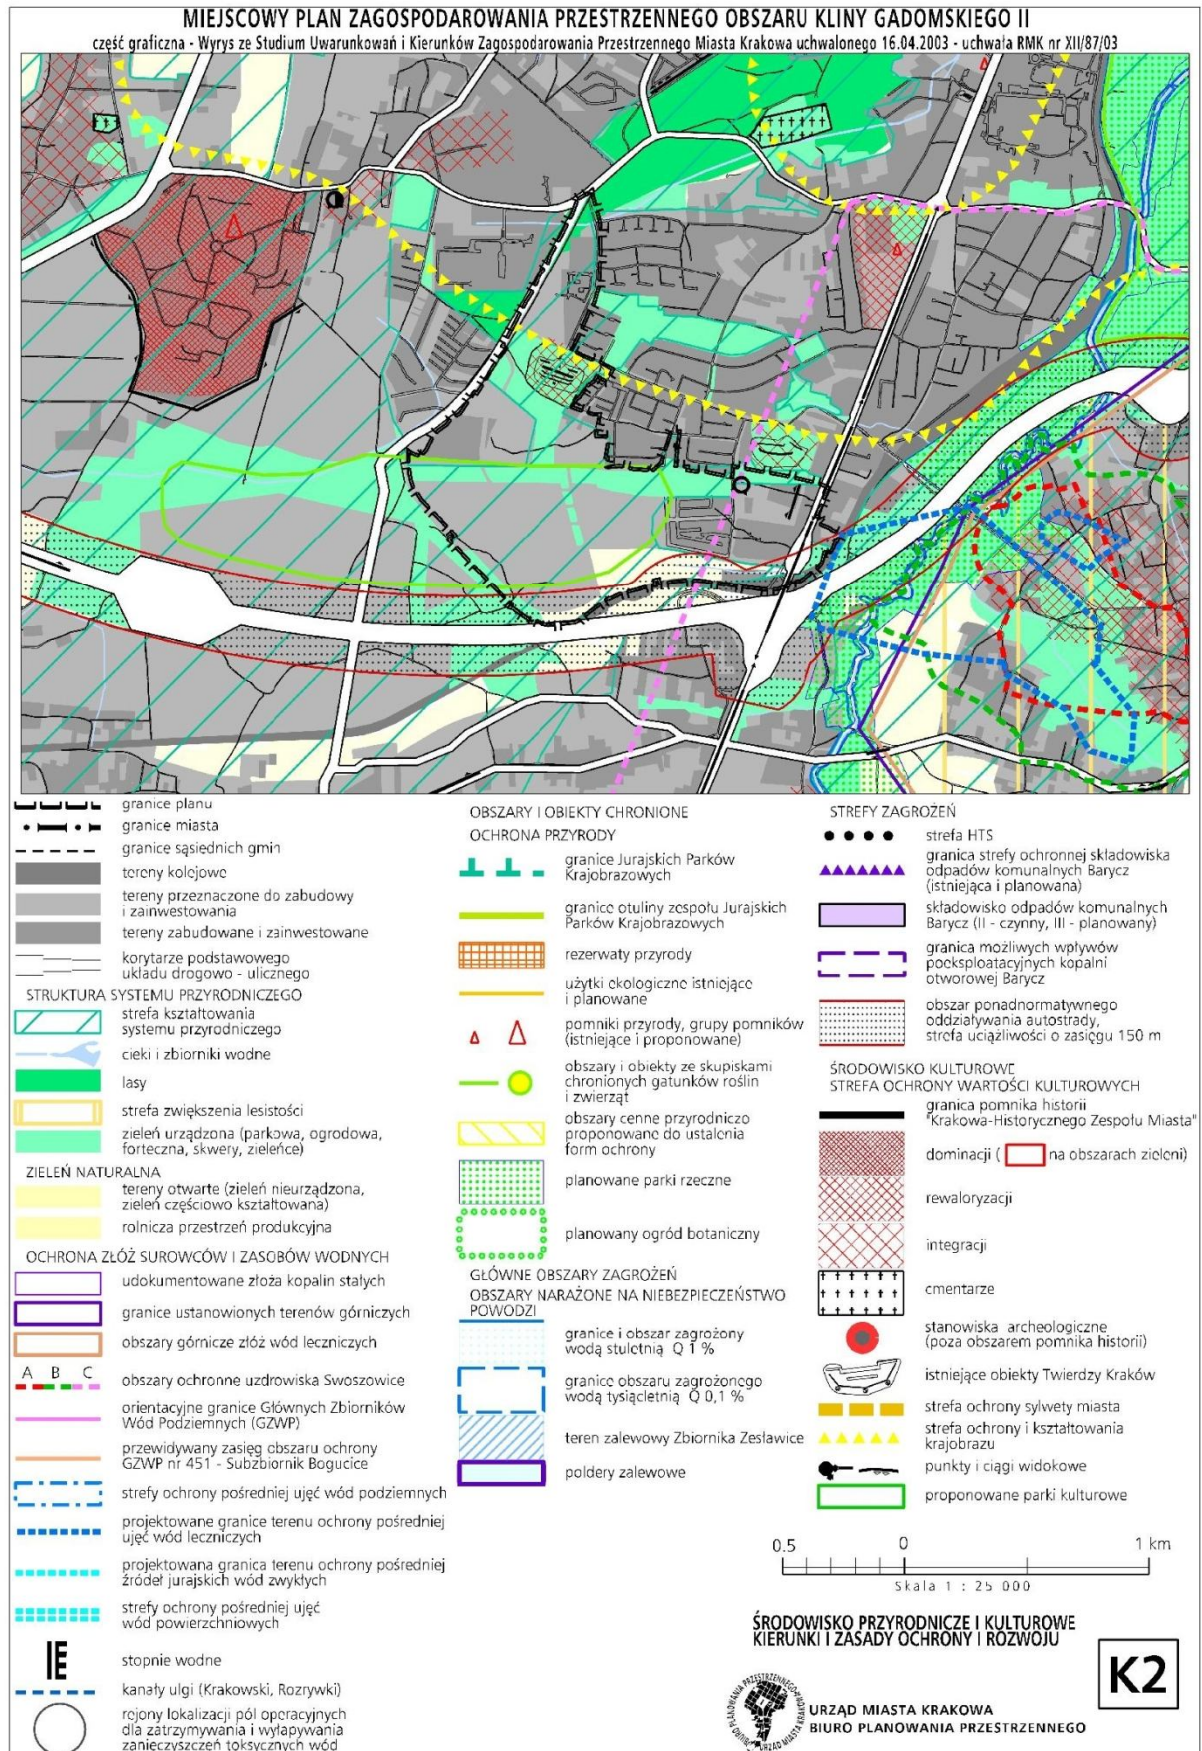 MIEJSCOWY PLAN ZAGOSPODAROWANIA PRZESTRZENNEGO OBSZARU KLINY GADOMSKIEGO II
część graficzna - Wyrys ze Studium Uwarunkowań i Kierunków Zagospodarowania Przestrzennego Miasta Krakowa uchwalonego 16.04.2003 - uchwała RMK nr XII/87/03
granice planu
granice miasta
granice sąsiednich gmin
tereny kolejowe
tereny przeznaczone do zabudowy
i zainwestowania
tereny zabudowane i zainwestowane
korytarze podstawowego
układu drogowo - ulicznego
STRUKTURA SYSTEMU PRZYRODNICZEGO
strefa kształtowania
systemu przyrodniczego
cieki i zbiorniki wodne
lasy
strefa zwiększenia lesistości
zieleń urządzona (parkowa, ogrodowa,
forteczna, skwery, zieleńce)
ZIELEŃ NATURALNA
tereny otwarte (zieleń nieurządzona,
zieleń częściowo kształtowana)
rolnicza przestrzeń produkcyjna
OCHRONA ZŁÓŻ SUROWCÓW I ZASOBÓW WODNYCH
udokumentowane złoża kopalin stałych
granice ustanowionych terenów górniczych
obszary górnicze złóż wód leczniczych
A B C
obszary ochronne uzdrowiska Swoszowice
orientacyjne granice Głównych Zbiorników
Wód Podziemnych (GZWP)
przewidywany zasięg obszaru ochrony
GZWP nr 451 - Subzbiornik Bogucice
strefy ochrony pośredniej ujęć wód podziemnych
projektowane granice terenu ochrony pośredniej
ujęć wód leczniczych
projektowana granica terenu ochrony pośredniej
źródeł jurajskich wód zwykłych
strefy ochrony pośredniej ujęć
wód powierzchniowych
stopnie wodne
kanały ulgi (Krakowski, Rozrywki)
rejony lokalizacji pól operacyjnych
dla zatrzymywania i wyłapywania
zanieczyszczeń toksycznych wód
OBSZARY I OBIEKTY CHRONIONE
OCHRONA PRZYRODY
granice Jurajskich Parków
Krajobrazowych
granice otuliny zespołu Jurajskich
Parków Krajobrazowych
rezerwaty przyrody
użytki ekologiczne istniejące
i planowane
pomniki przyrody, grupy pomników
(istniejące i proponowane)
obszary i obiekty ze skupiskami
chronionych gatunków roślin
i zwierząt
obszary cenne przyrodniczo
proponowane do ustalenia
form ochrony
planowane parki rzeczne
planowany ogród botaniczny
GŁÓWNE OBSZARY ZAGROŻEŃ
OBSZARY NARAŻONE NA NIEBEZPIECZEŃSTWO
POWODZI
granice i obszar zagrożony
wodą stuletnią Q 1 %
granice obszaru zagrożonego
wodą tysiącletnią Q 0,1 %
teren zalewowy Zbiornika Zesławice
poldery zalewowe
STREFY ZAGROŻEŃ
strefa HTS
granica strefy ochronnej składowiska
odpadów komunalnych Barycz
(istniejąca i planowana)
składowisko odpadów komunalnych
Barycz (II - czynny, III - planowany)
granica możliwych wpływów
poeksploatacyjnych kopalni
otworowej Barycz
obszar ponadnormatywnego
oddziaływania autostrady,
strefa uciążliwości o zasięgu 150 m
ŚRODOWISKO KULTUROWE
STREFA OCHRONY WARTOŚCI KULTUROWYCH
granica pomnika historii
"Krakowa-Historycznego Zespołu Miasta"
dominacji ( na obszarach zieleni)
rewaloryzacji
integracji
cmentarze
stanowiska archeologiczne
(poza obszarem pomnika historii)
istniejące obiekty Twierdzy Kraków
strefa ochrony sylwety miasta
strefa ochrony i kształtowania
krajobrazu
punkty i ciągi widokowe
proponowane parki kulturowe
0.5 0 1 km
Skala 1 : 25 000
ŚRODOWISKO PRZYRODNICZE I KULTUROWE
KIERUNKI I ZASADY OCHRONY I ROZWOJU
K2
URZĄD MIASTA KRAKOWA
BIURO PLANOWANIA PRZESTRZENNEGO